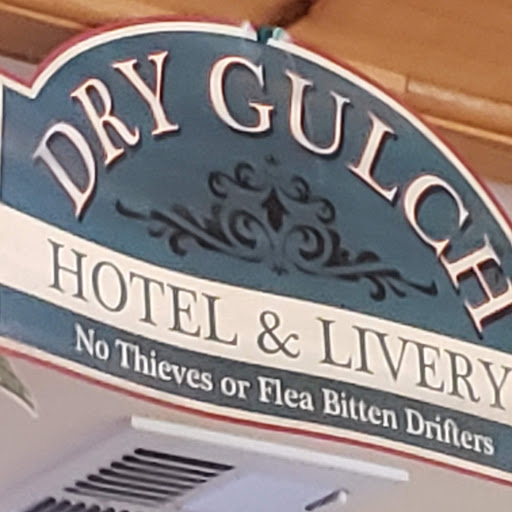 DRY GULCH
HOTEL & LIVERY
No Thieves or Flea Bitten Drifters